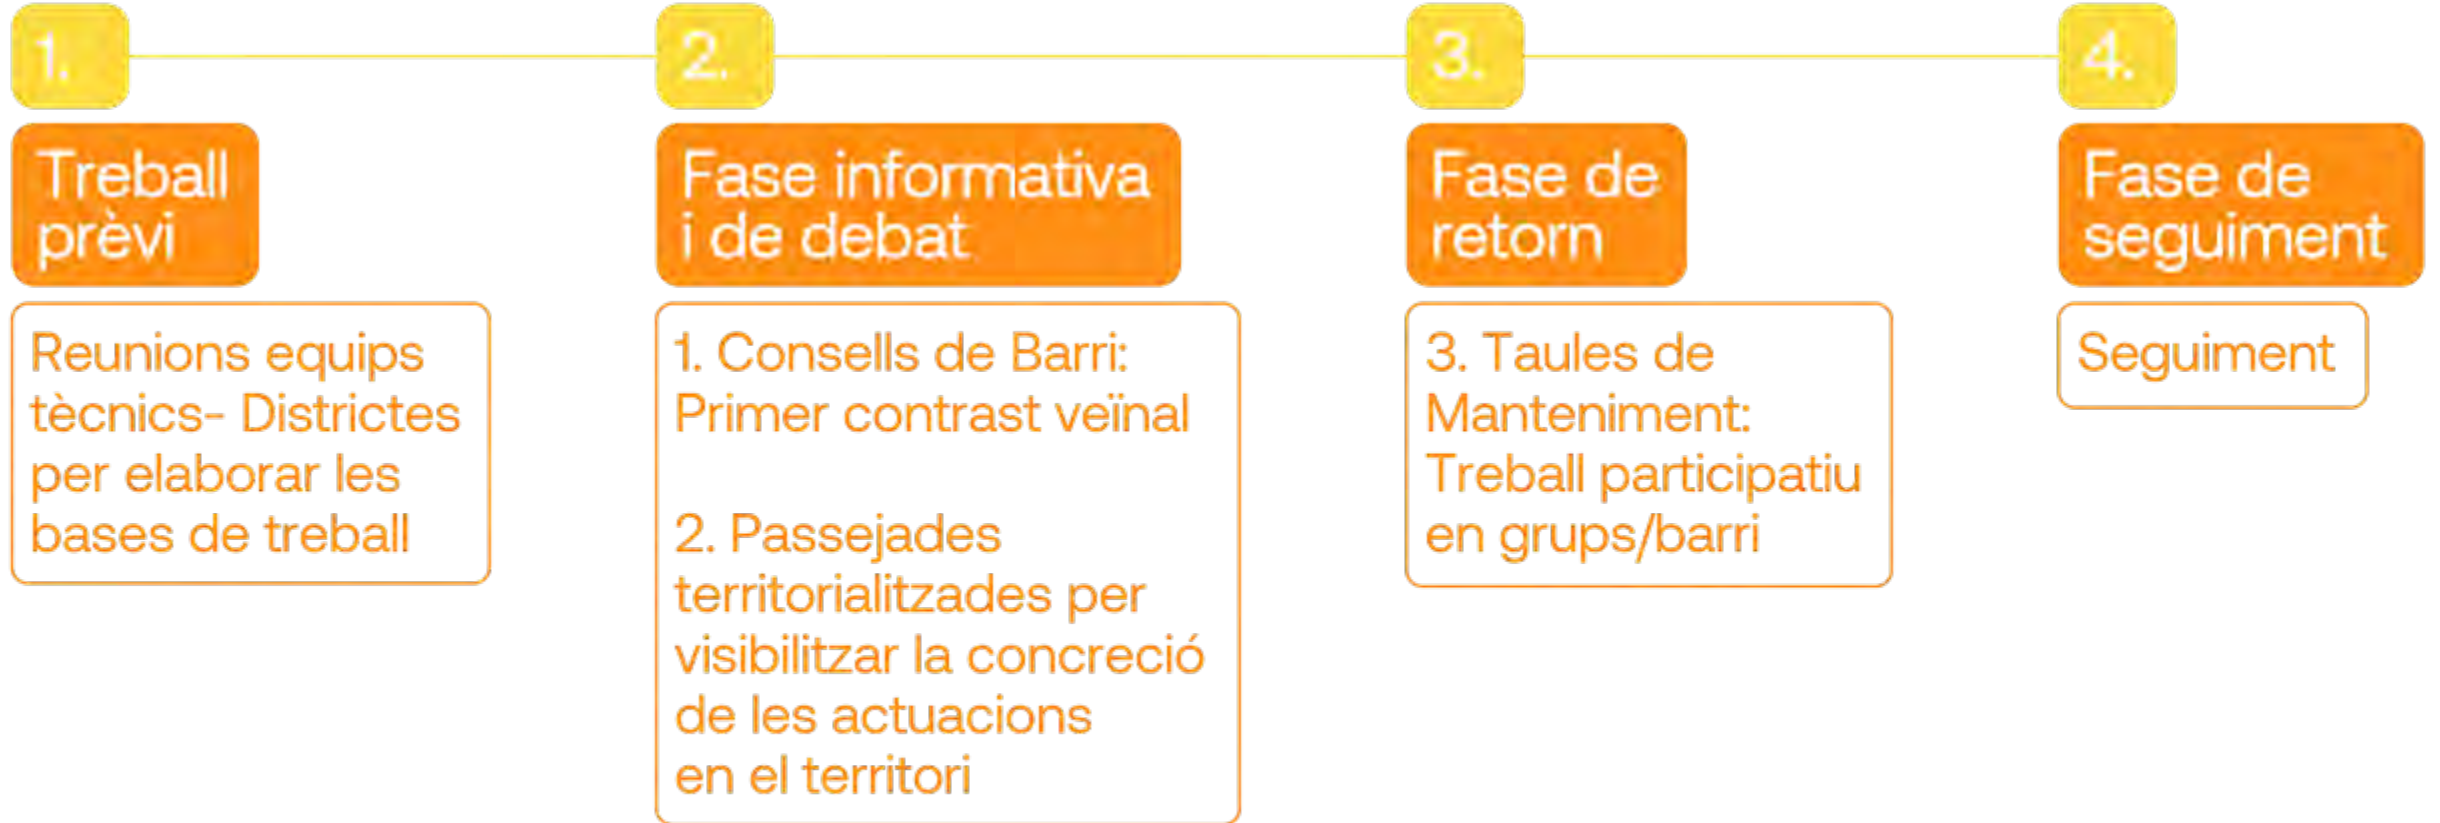 1.
Treball
prèvi
Reunions equips
tècnics- Districtes
per elaborar les
bases de treball
2.
Fase informativa
i de debat
1. Consells de Barri:
Primer contrast veïnal
2. Passejades
territorialitzades per
visibilitzar la concreció
de les actuacions
en el territori
3.
Fase de
retorn
3. Taules de
Manteniment:
Treball participatiu
en grups/barri
4.
Fase de
seguiment
Seguiment